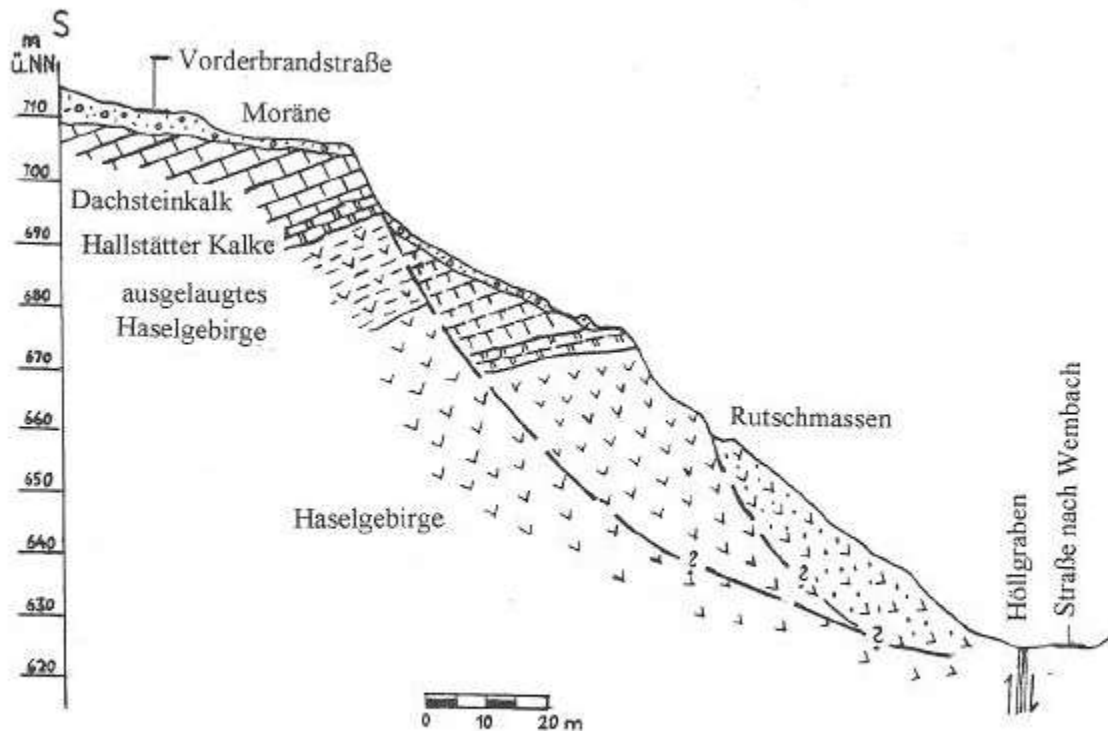 S
m
ü.NN
Vorderbrandstraße
Moräne
710
700
Dachsteinkalk
690
Hallstätter Kalke
680
ausgelaugtes
Haselgebirge
670
660
Rutschmassen
650
Haselgebirge
640
630
620
Höllgraben
Straße nach Wembach
?
?
?
0 10 20 m